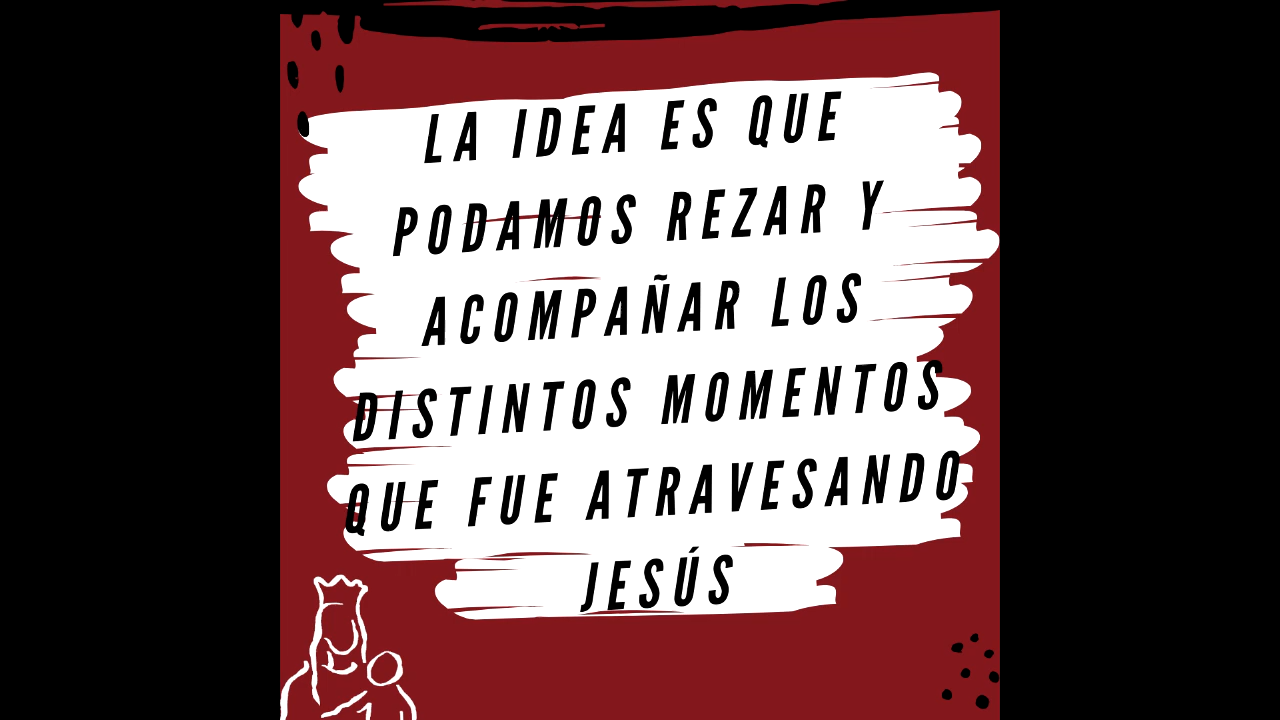 LA IDEA ES QUE
PODAMOS REZAR Y
ACOMPAÑAR LOS
DISTINTOS MOMENTOS
QUE FUE ATRAVESANDO
JESÚS